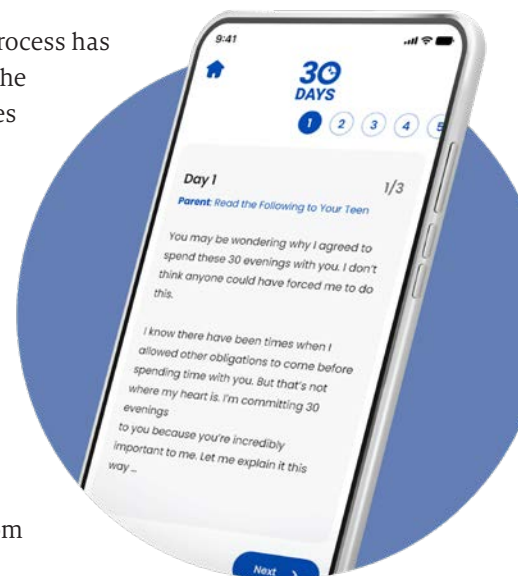 rocess has
he
es
om
9:41
30
DAYS
1 2 3 4 5
Day 1
1/3
Parent: Read the Following to Your Teen
You may be wondering why I agreed to
spend these 30 evenings with you. I don't
think anyone could have forced me to do
this.
I know there have been times when I
allowed other obligations to come before
spending time with you. But that's not
where my heart is. I'm committing 30
evenings
to you because you're incredibly
important to me. Let me explain it this
way ...
Next